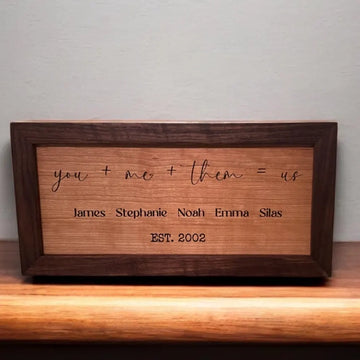 you + me + them = us
James Stephanie Noah Emma Silas
EST. 2002